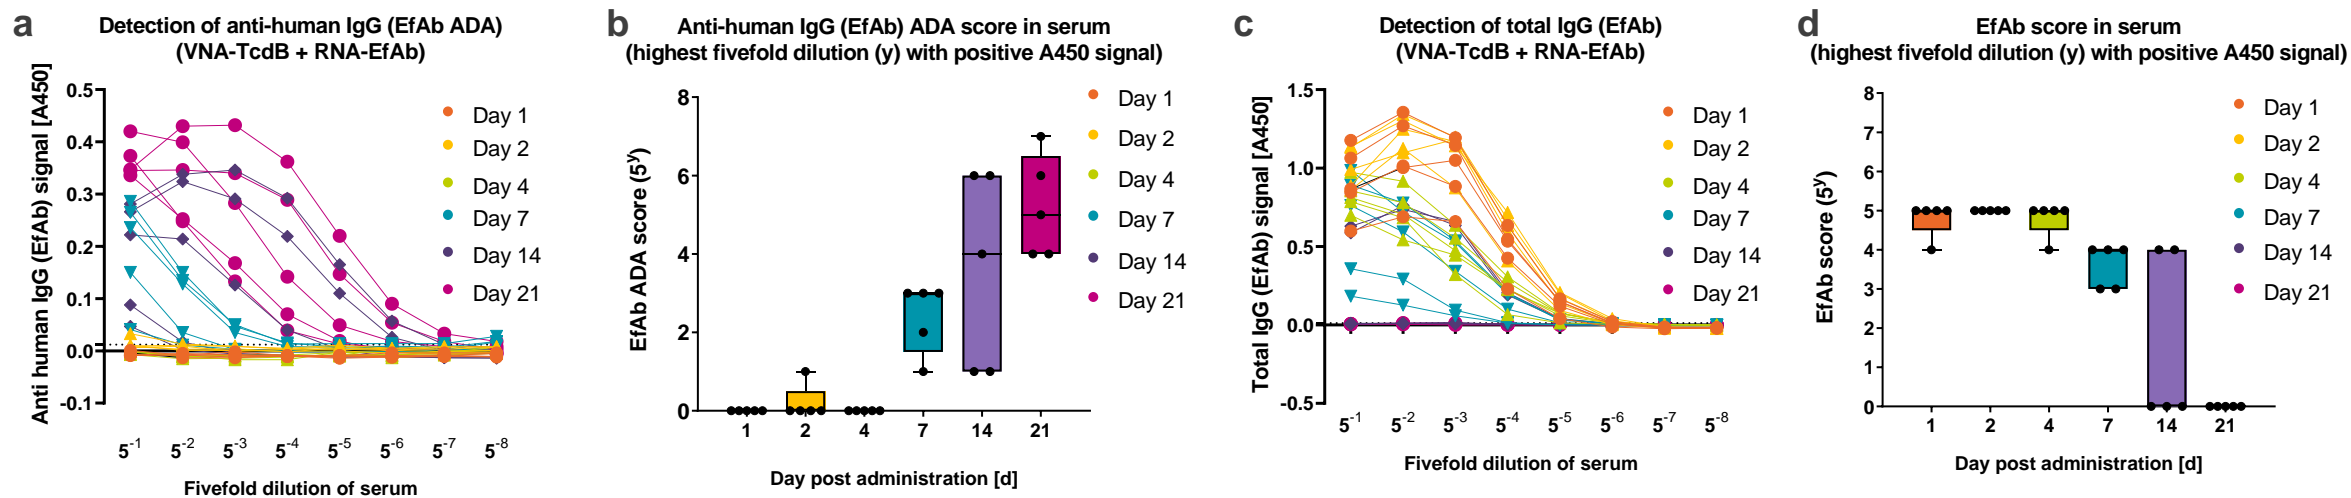 a
Detection of anti-human IgG (EfAb ADA)
(VNA-TcdB + RNA-EfAb)
Anti human IgG (EfAb) signal [A450]
0.5
0.4
0.3
0.2
0.1
0.0
-0.1
5-1 5-2 5-3 5-4 5-5 5-6 5-7 5-8
Fivefold dilution of serum
Day 1
Day 2
Day 4
Day 7
Day 14
Day 21
b
Anti-human IgG (EfAb) ADA score in serum
(highest fivefold dilution (y) with positive A450 signal)
EfAb ADA score (5y)
8
6
4
2
0
1 2 4 7 14 21
Day post administration [d]
Day 1
Day 2
Day 4
Day 7
Day 14
Day 21
c
Detection of total IgG (EfAb)
(VNA-TcdB + RNA-EfAb)
Total IgG (EfAb) signal [A450]
1.5
1.0
0.5
0.0
-0.5
5-1 5-2 5-3 5-4 5-5 5-6 5-7 5-8
Fivefold dilution of serum
Day 1
Day 2
Day 4
Day 7
Day 14
Day 21
d
EfAb score in serum
(highest fivefold dilution (y) with positive A450 signal)
EfAb score (5y)
8
7
6
5
4
3
2
1
0
1 2 4 7 14 21
Day post administration [d]
Day 1
Day 2
Day 4
Day 7
Day 14
Day 21